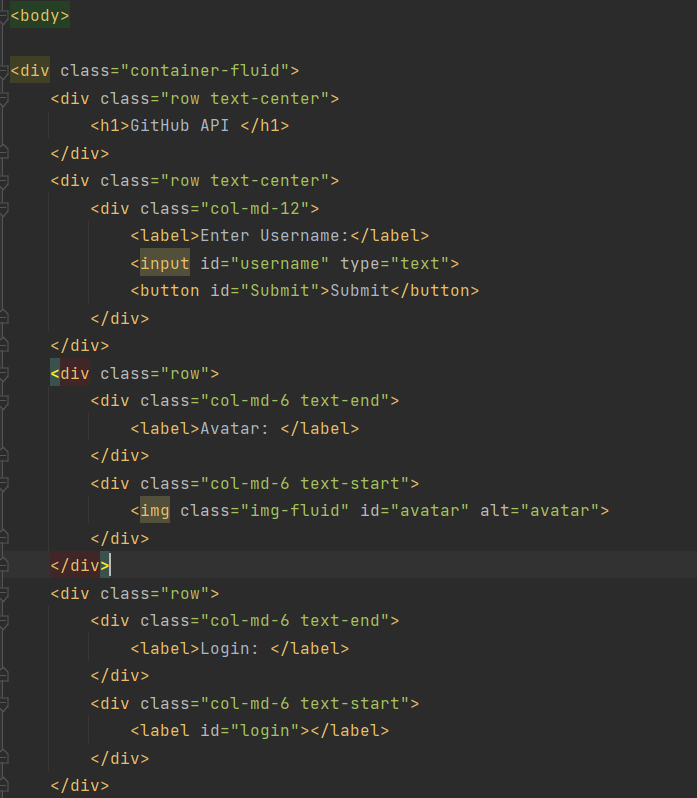 <body>
<div class="container-fluid">
<div class="row text-center">
<h1>GitHub API </h1>
</div>
<div class="row text-center">
<div class="col-md-12">
<label>Enter Username:</label>
<input id="username" type="text">
<button id="Submit">Submit</button>
</div>
</div>
<div class="row">
<div class="col-md-6 text-end">
<label>Avatar: </label>
</div>
<div class="col-md-6 text-start">
<img class="img-fluid" id="avatar" alt="avatar">
</div>
</div>
<div class="row">
<div class="col-md-6 text-end">
<label>Login: </label>
</div>
<div class="col-md-6 text-start">
<label id="login"></label>
</div>
</div>